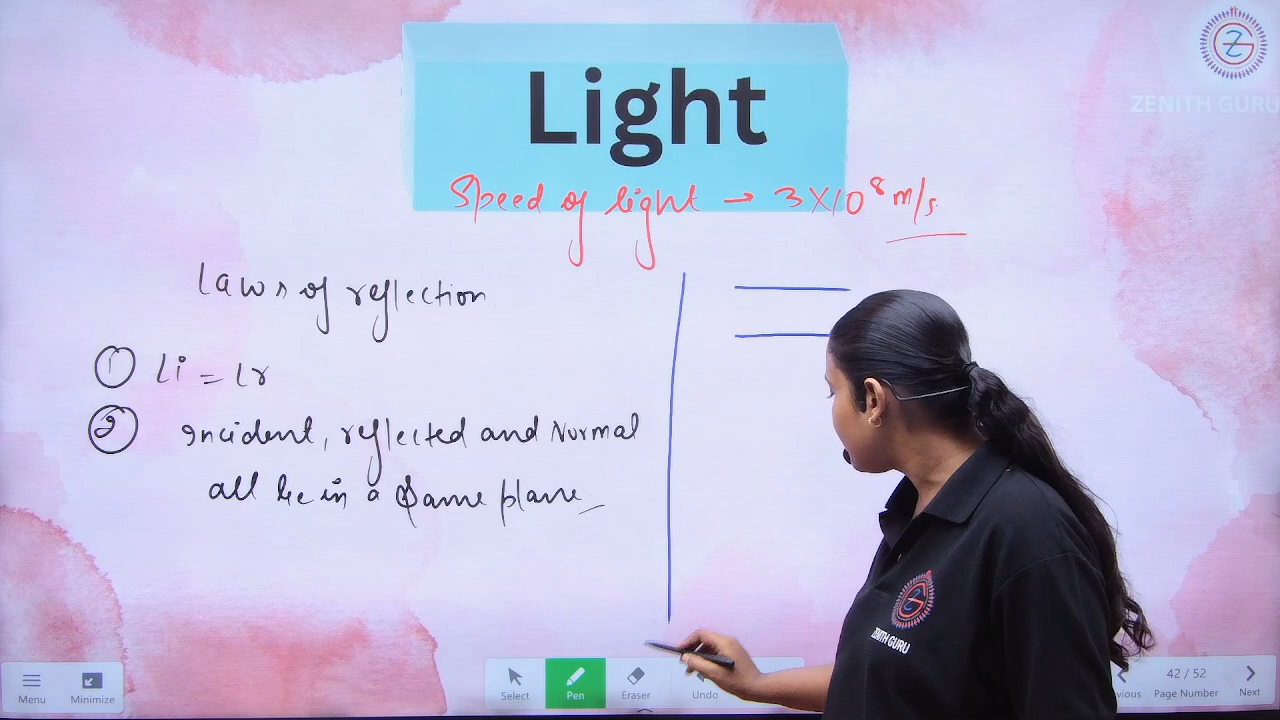 Light
ZENITH GURU
Speed of light → 3×10⁸ m/s
Laws of reflection
① ∠i = ∠r
② Incident, reflected and Normal
all lie in a same plane
ZENITH GURU
Menu
Minimize
Select
Pen
Eraser
Undo
42 / 52
Page Number
Next